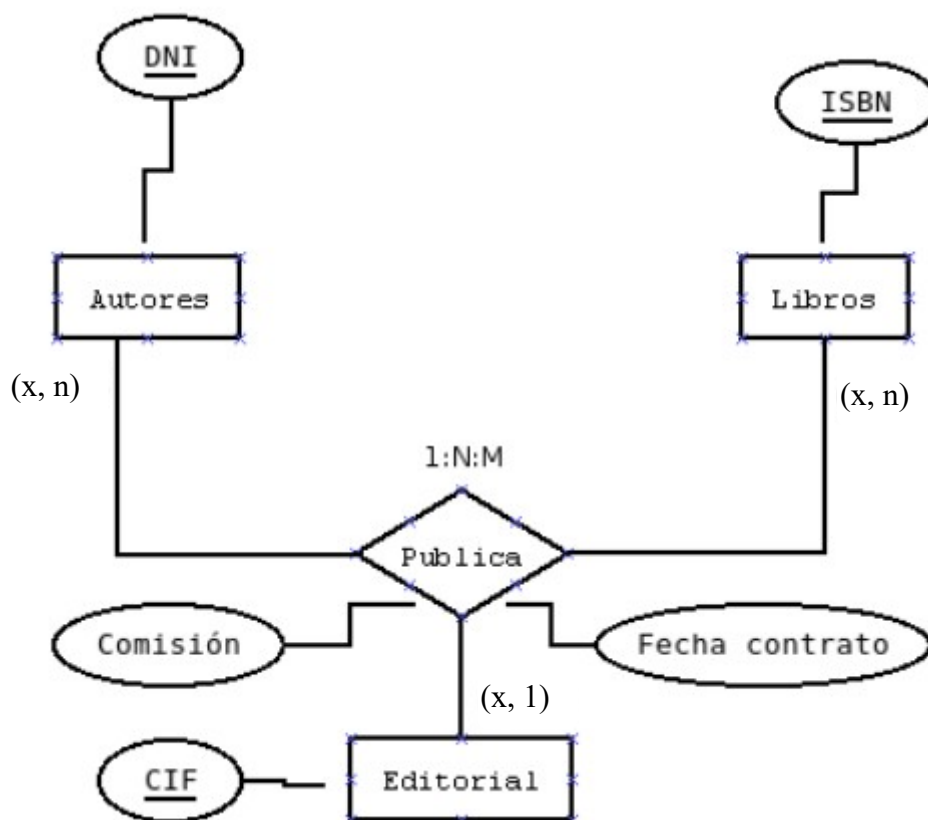 DNI
ISBN
Autores
Libros
(x, n)
(x, n)
1:N:M
Publica
Comisión
Fecha contrato
(x, 1)
CIF
Editorial